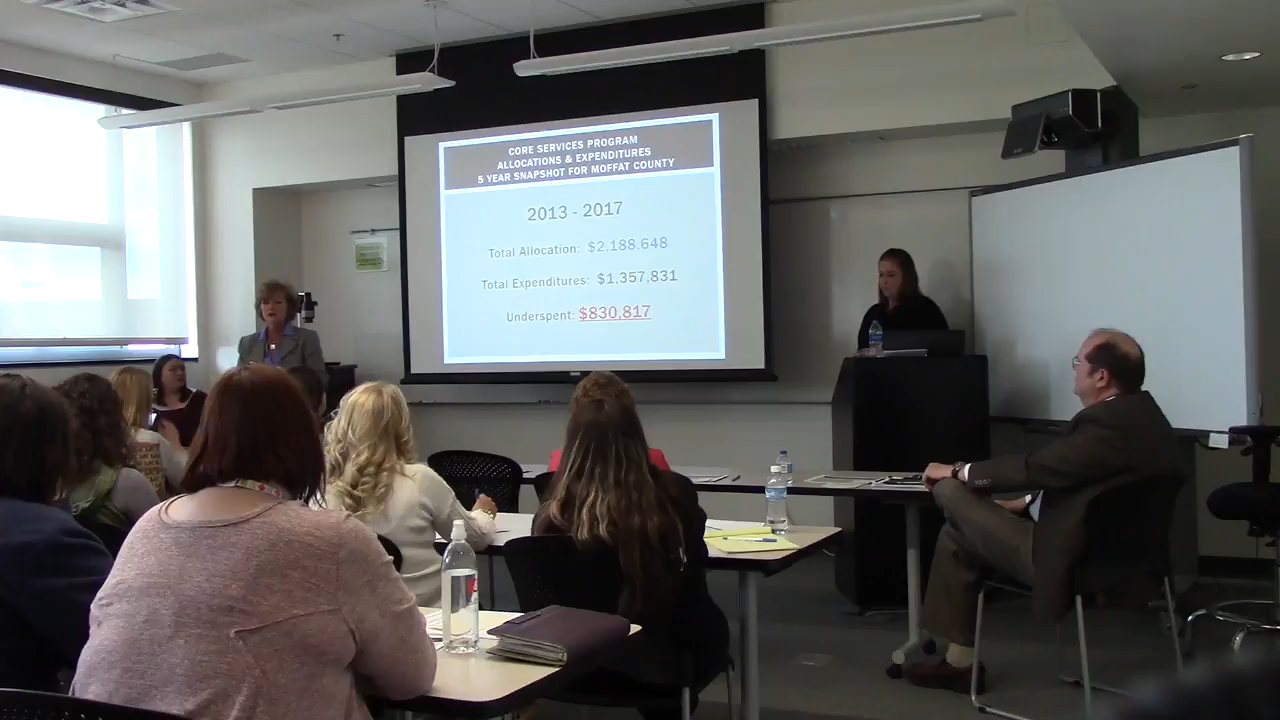 CORE SERVICES PROGRAM
ALLOCATIONS & EXPENDITURES
5 YEAR SNAPSHOT FOR MOFFAT COUNTY
2013 - 2017
Total Allocation: $2,188,648
Total Expenditures: $1,357,831
Underspent: $830,817